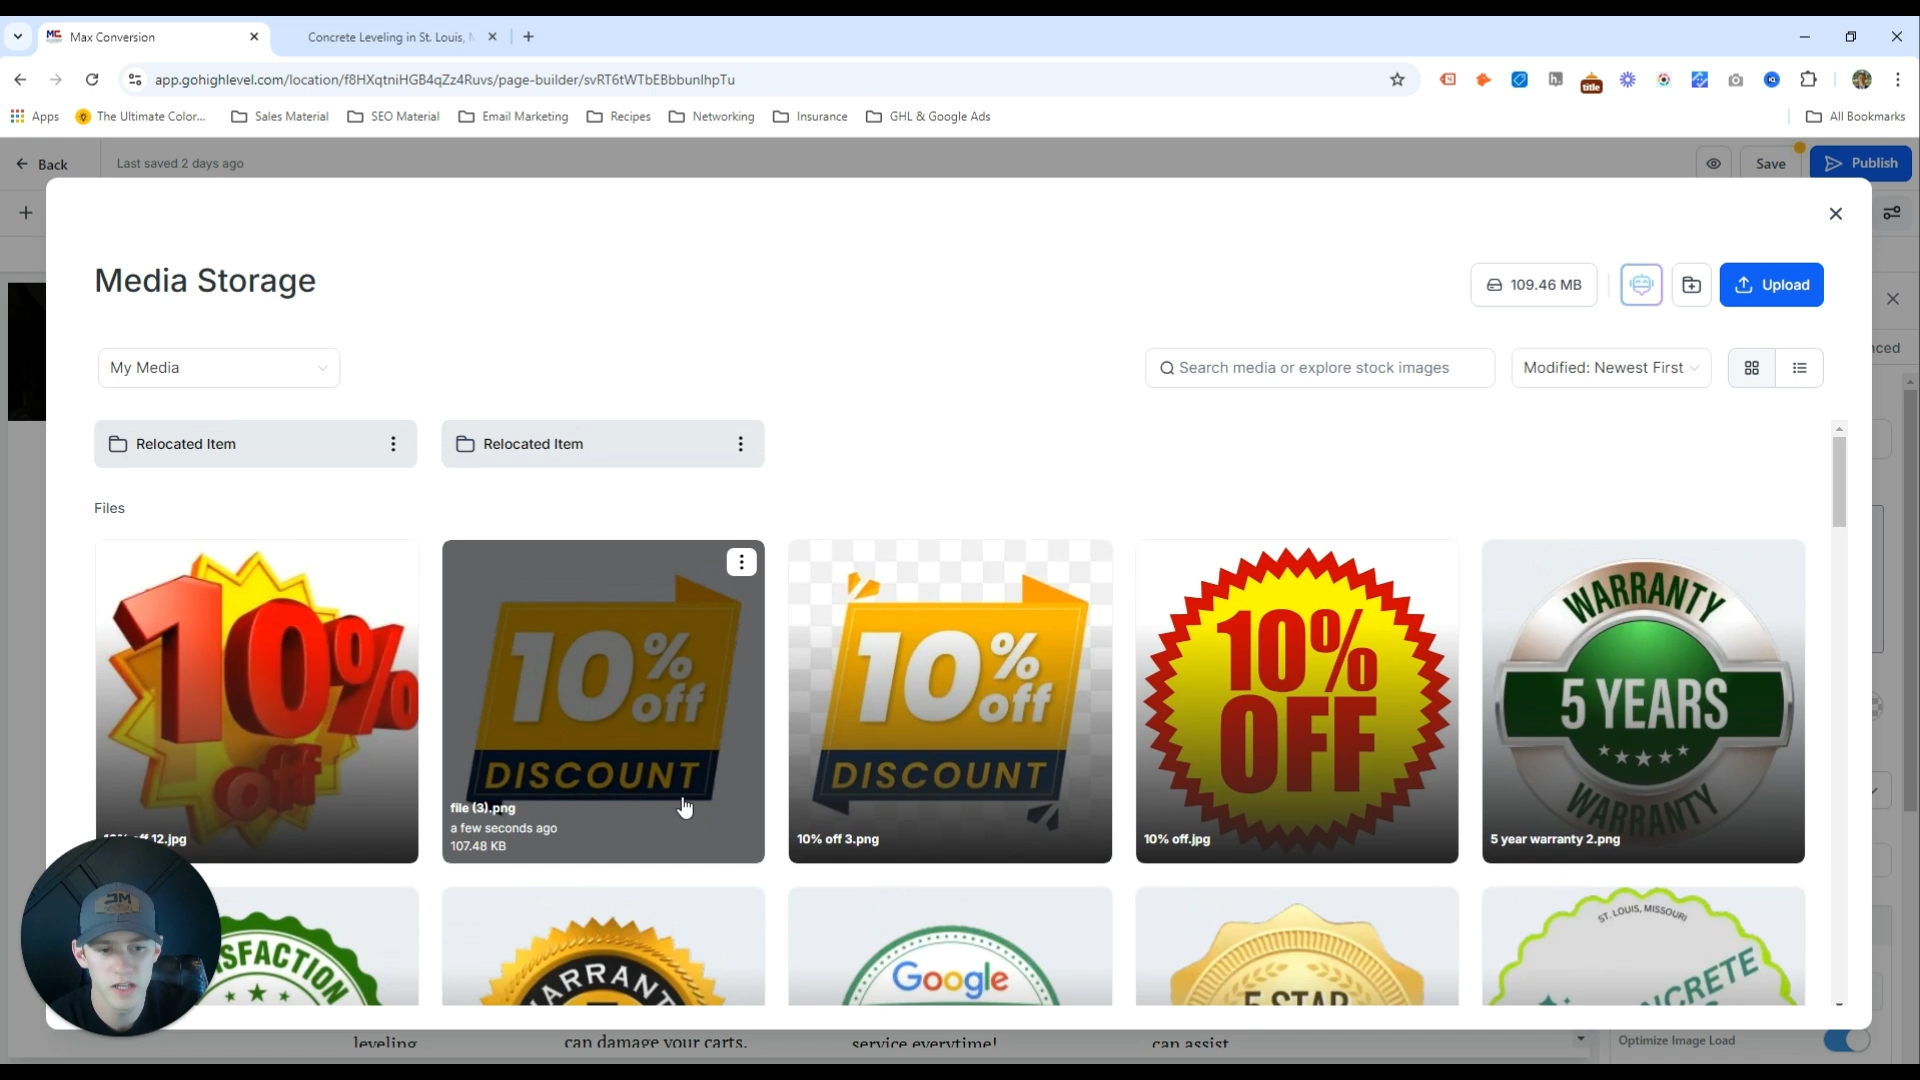 Max Conversion
Concrete Leveling in St. Louis,
app.gohighlevel.com/location/f8HXqtniHGB4qZz4Ruvs/page-builder/svRT6tWTbEBbbunIhpTu
Apps
The Ultimate Color...
Sales Material
SEO Material
Email Marketing
Recipes
Networking
Insurance
GHL & Google Ads
All Bookmarks
Back
Last saved 2 days ago
Save
Publish
Media Storage
109.46 MB
Upload
My Media
Search media or explore stock images
Modified: Newest First
Relocated Item
Relocated Item
Files
10%
off
10%
off
DISCOUNT
file (3).png
a few seconds ago
107.48 KB
10%
off
DISCOUNT
10% off 3.png
10%
OFF
10% off.jpg
WARRANTY
5 YEARS
WARRANTY
5 year warranty 2.png
Google
5 STAR
ST. LOUIS, MISSOURI
leveling
can damage your carts.
service everytime!
can assist
Optimize Image Load